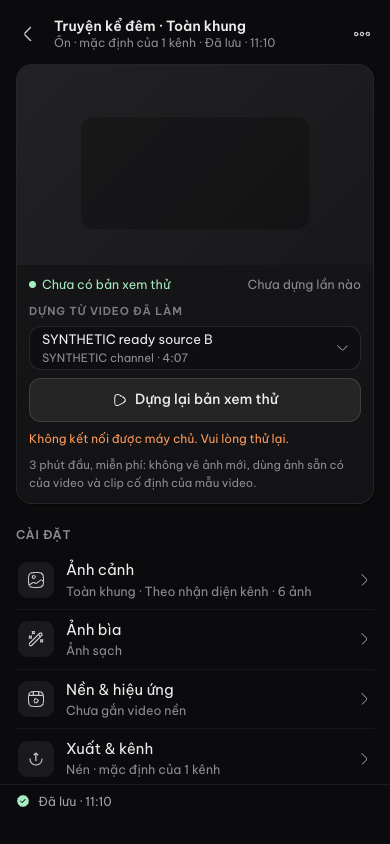 Truyện kể đêm · Toàn khung
Ổn · mặc định của 1 kênh · Đã lưu · 11:10
Chưa có bản xem thử
Chưa dựng lần nào
DỰNG TỪ VIDEO ĐÃ LÀM
SYNTHETIC ready source B
SYNTHETIC channel · 4:07
Dựng lại bản xem thử
Không kết nối được máy chủ. Vui lòng thử lại.
3 phút đầu, miễn phí: không vẽ ảnh mới, dùng ảnh sẵn có
của video và clip cố định của mẫu video.
CÀI ĐẶT
Ảnh cảnh
Toàn khung · Theo nhận diện kênh · 6 ảnh
Ảnh bìa
Ảnh sạch
Nền & hiệu ứng
Chưa gắn video nền
Xuất & kênh
Nén · mặc định của 1 kênh
Đã lưu · 11:10